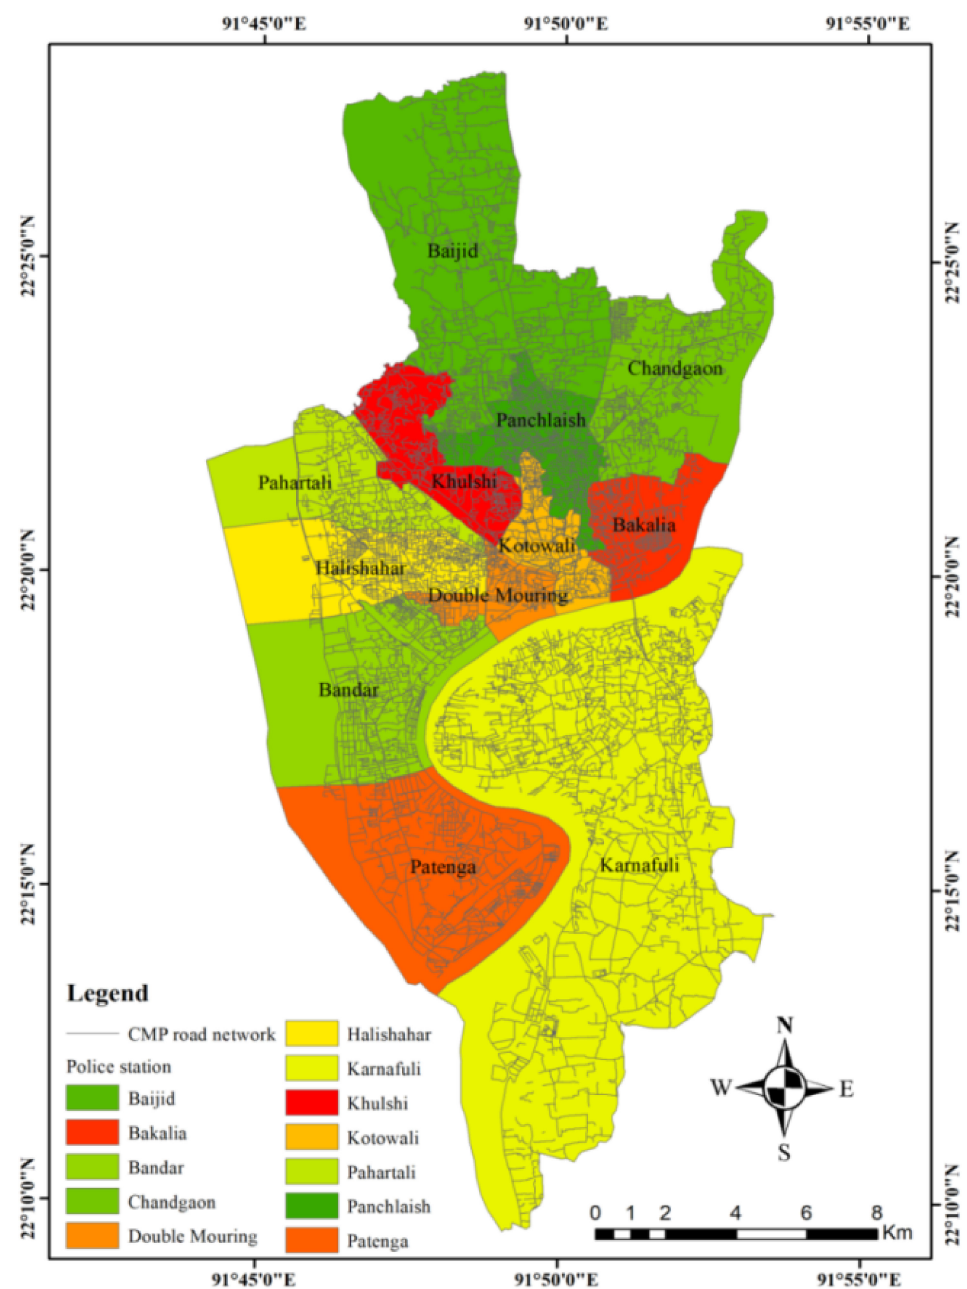 91°45'0"E
91°50'0"E
91°55'0"E
22°25'0"N
22°25'0"N
Baijid
Chandgaon
Panchlaish
Pahartali
Khulshi
Bakalia
22°20'0"N
22°20'0"N
Kotowali
Halishahar
Double Mouring
Bandar
22°15'0"N
22°15'0"N
Patenga
Karnafuli
Legend
CMP road network
Police station
Baijid
Bakalia
Bandar
Chandgaon
Double Mouring
Halishahar
Karnafuli
Khulshi
Kotowali
Pahartali
Panchlaish
Patenga
N
W
E
S
0 1 2 4 6 8
Km
22°10'0"N
22°10'0"N
91°45'0"E
91°50'0"E
91°55'0"E